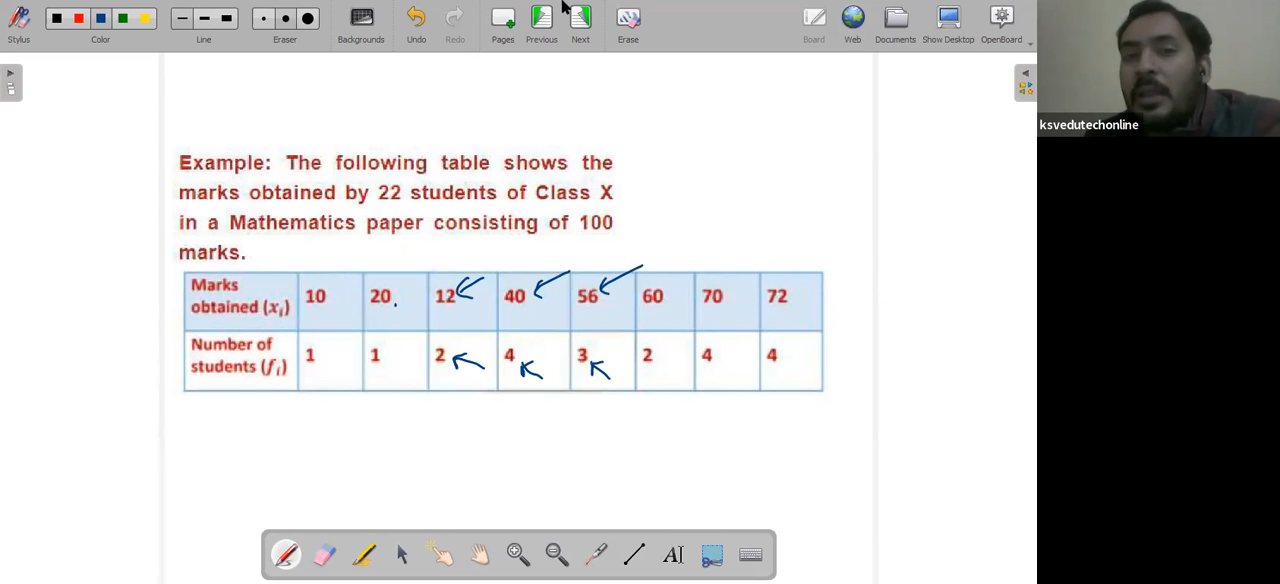 Stylus Color Line Eraser Backgrounds Undo Redo Pages Previous Next Erase Board Web Documents Show Desktop OpenBoard
ksvedutechonline
Example: The following table shows the
marks obtained by 22 students of Class X
in a Mathematics paper consisting of 100
marks.
Marks obtained (xᵢ) 10 20 12 40 56 60 70 72
Number of students (fᵢ) 1 1 2 4 3 2 4 4
AI